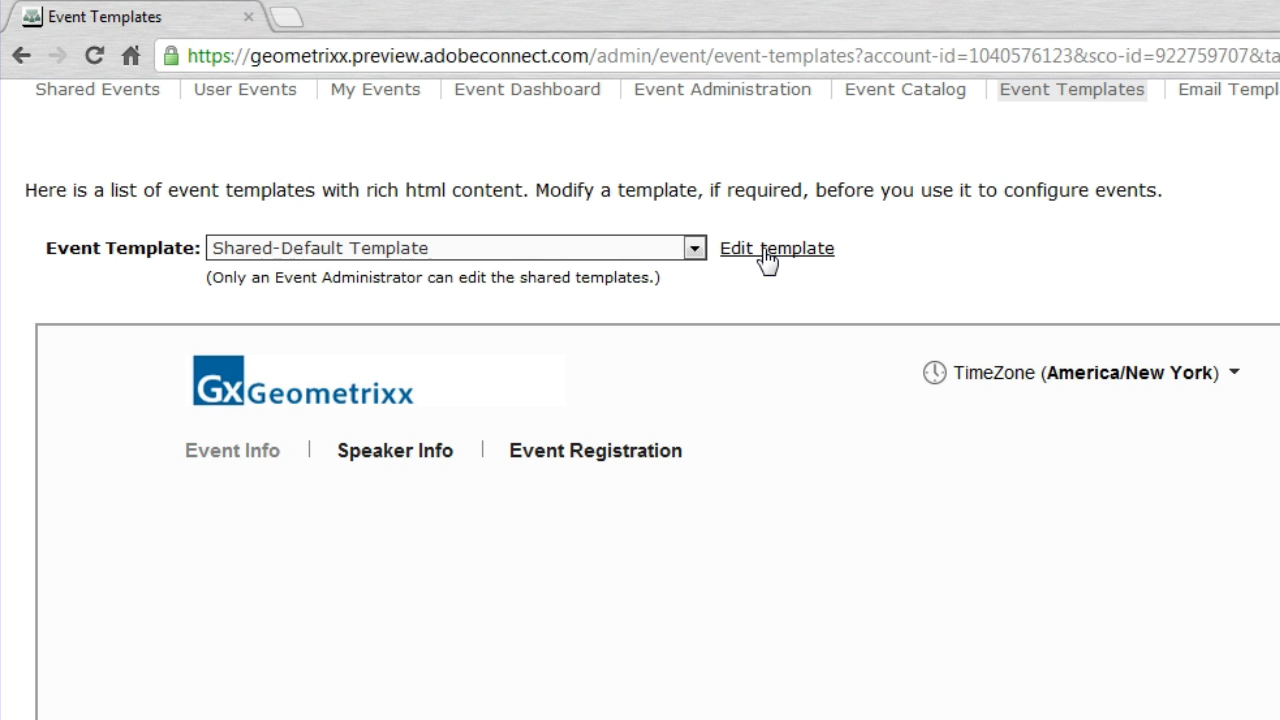 Event Templates
https://geometrixx.preview.adobeconnect.com/admin/event/event-templates?account-id=1040576123&sco-id=922759707&ta
Shared Events | User Events | My Events | Event Dashboard | Event Administration | Event Catalog | Event Templates | Email Templ
Here is a list of event templates with rich html content. Modify a template, if required, before you use it to configure events.
Event Template: Shared-Default Template Edit template
(Only an Event Administrator can edit the shared templates.)
Gx Geometrixx
TimeZone (America/New York)
Event Info | Speaker Info | Event Registration